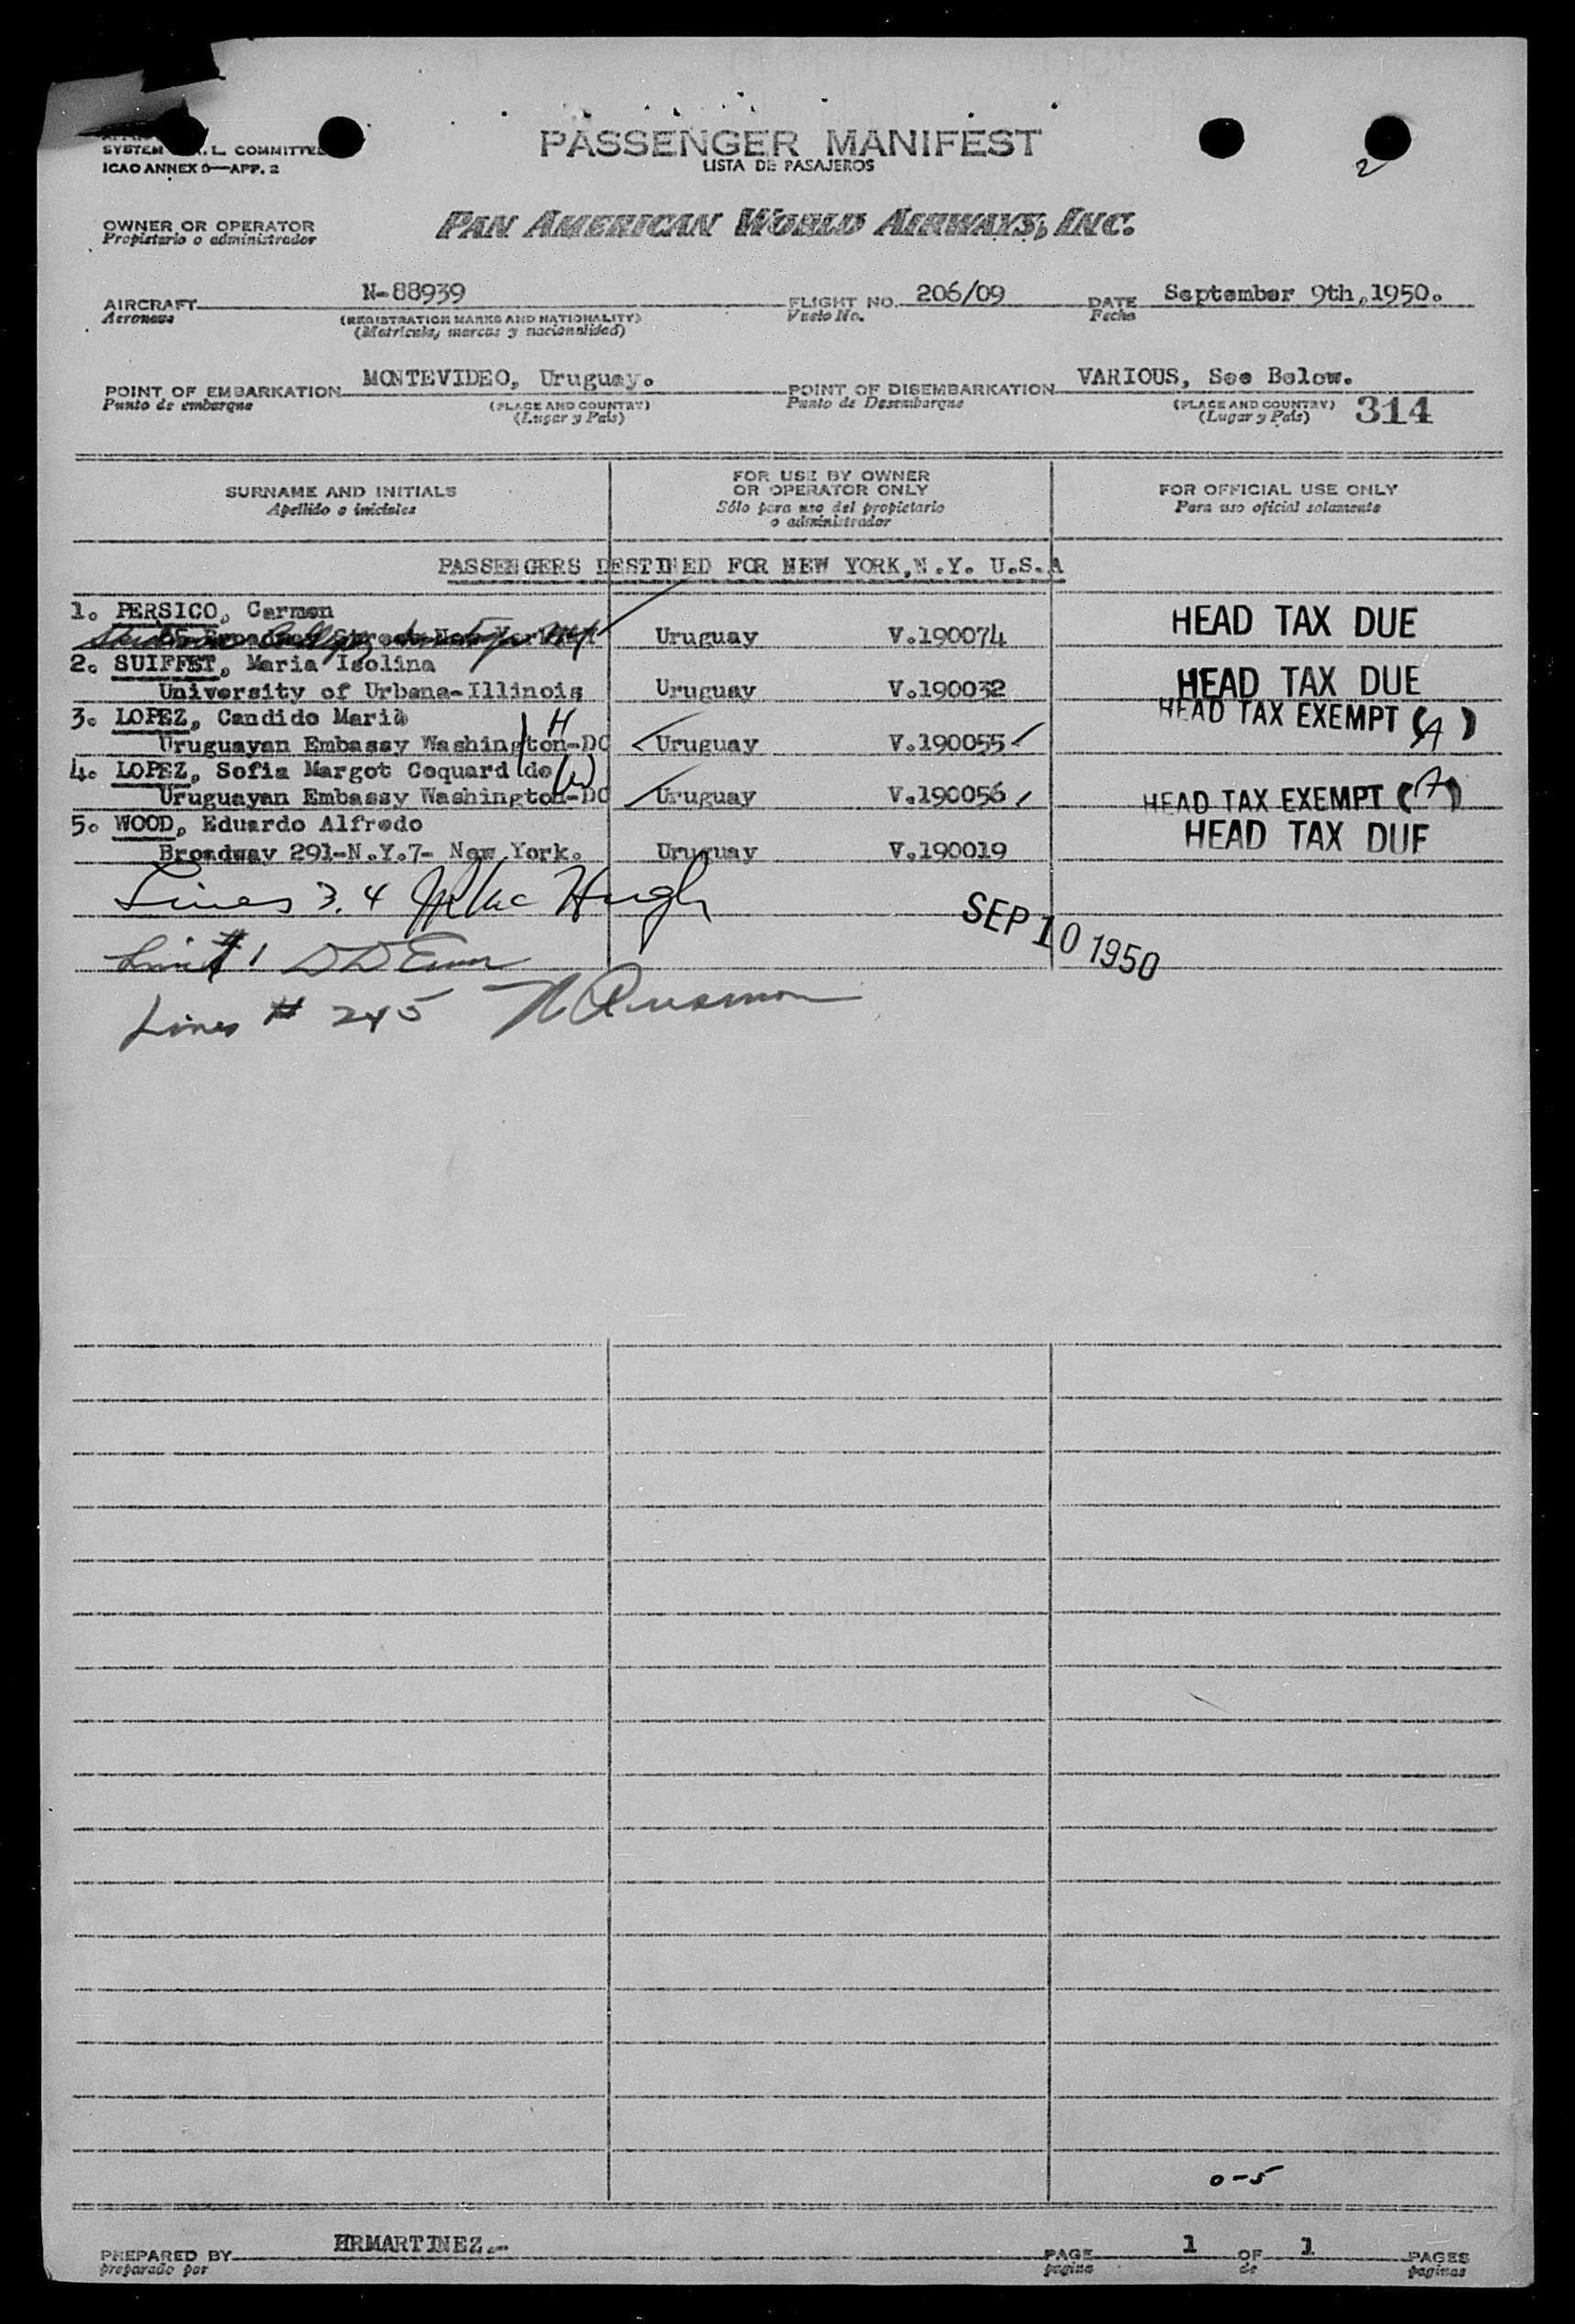 SYSTEM L. COMMITTEE
ICAO ANNEX 9—APP. 2
PASSENGER MANIFEST
LISTA DE PASAJEROS
2
OWNER OR OPERATOR
Propietario o administrador
PAN AMERICAN WORLD AIRWAYS, INC.
AIRCRAFT N-88939 FLIGHT NO. 206/09 DATE September 9th,1950.
Aeronave (REGISTRATION MARKS AND NATIONALITY) Vuelo No. Fecha
(Matricula, marcas y nacionalidad)
POINT OF EMBARKATION MONTEVIDEO, Uruguay. POINT OF DISEMBARKATION VARIOUS, See Below.
Punto de embarque (PLACE AND COUNTRY) Punto de Desembarque (PLACE AND COUNTRY) 314
(Lugar y País) (Lugar y País)
SURNAME AND INITIALS FOR USE BY OWNER OR OPERATOR ONLY FOR OFFICIAL USE ONLY
Apellido e iniciales Sólo para uso del propietario o administrador Para uso oficial solamente
PASSENGERS DESTINED FOR NEW YORK,N.Y. U.S.A
1. PERSICO, Carmen HEAD TAX DUE
Street Uruguay V.190074
2. SUIFFET, Maria Isolina HEAD TAX DUE
University of Urbana-Illinois Uruguay V.190032
3. LOPEZ, Candido Maria H HEAD TAX EXEMPT (A)
Uruguayan Embassy Washington-DC Uruguay V.190055
4. LOPEZ, Sofia Margot Coquard de (W)
Uruguayan Embassy Washington-DC Uruguay V.190056 HEAD TAX EXEMPT (A)
5. WOOD, Eduardo Alfredo HEAD TAX DUE
Broadway 291-N.Y.7- New York. Uruguay V.190019
Lines 3.4
SEP 10 1950
Line # 1
Lines # 2 & 5
0-5
PREPARED BY HRMARTINEZ.- PAGE 1 OF 1 PAGES
preparado por pagina de paginas